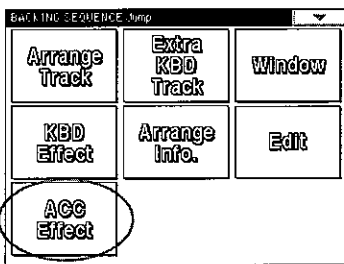 BACKING SEQUENCE Jump
Arrange
Track
Extra
KBD
Track
Window
KBD
Effect
Arrange
Info.
Edit
ACC
Effect